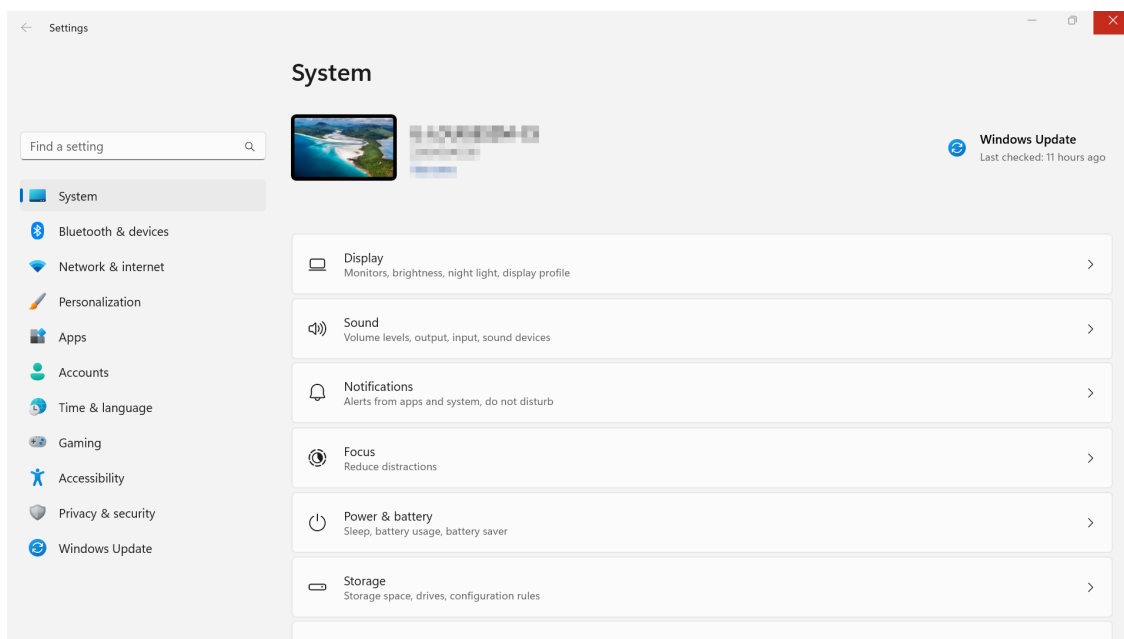 Settings
System
Find a setting
Windows Update
Last checked: 11 hours ago
System
Bluetooth & devices
Network & internet
Personalization
Apps
Accounts
Time & language
Gaming
Accessibility
Privacy & security
Windows Update
Display
Monitors, brightness, night light, display profile
Sound
Volume levels, output, input, sound devices
Notifications
Alerts from apps and system, do not disturb
Focus
Reduce distractions
Power & battery
Sleep, battery usage, battery saver
Storage
Storage space, drives, configuration rules